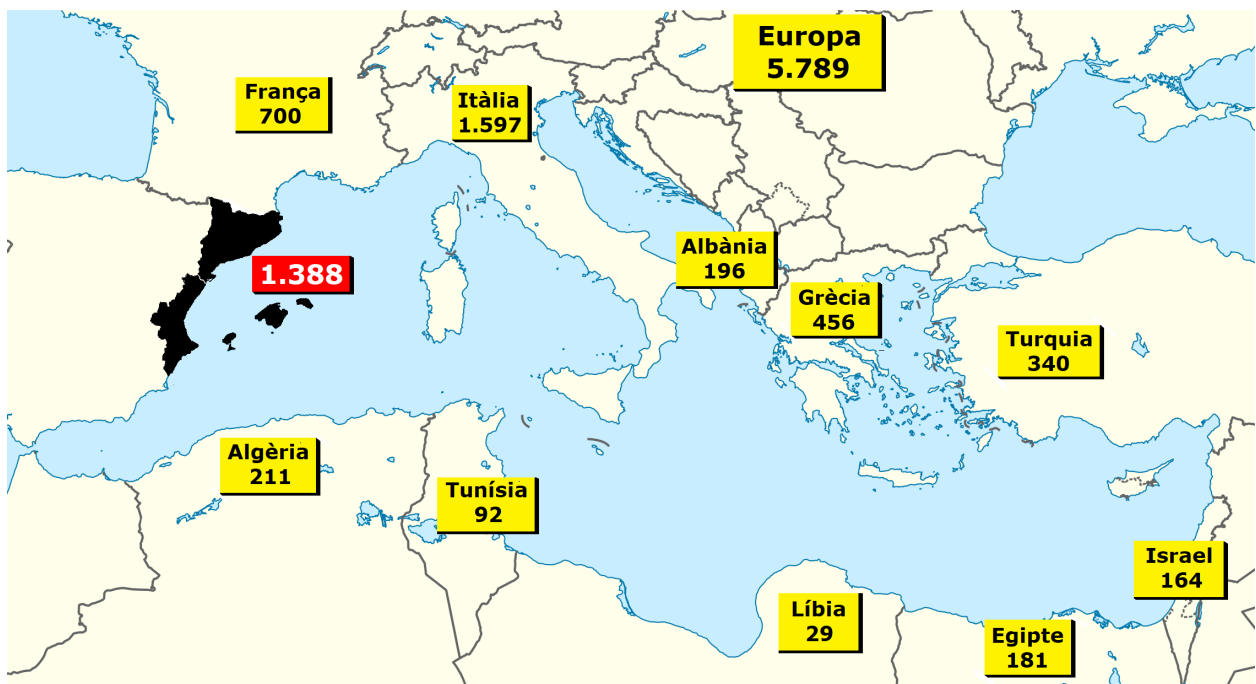 Europa
5.789
França
700
Itàlia
1.597
Albània
196
1.388
Grècia
456
Turquia
340
Algèria
211
Tunísia
92
Israel
164
Líbia
29
Egipte
181